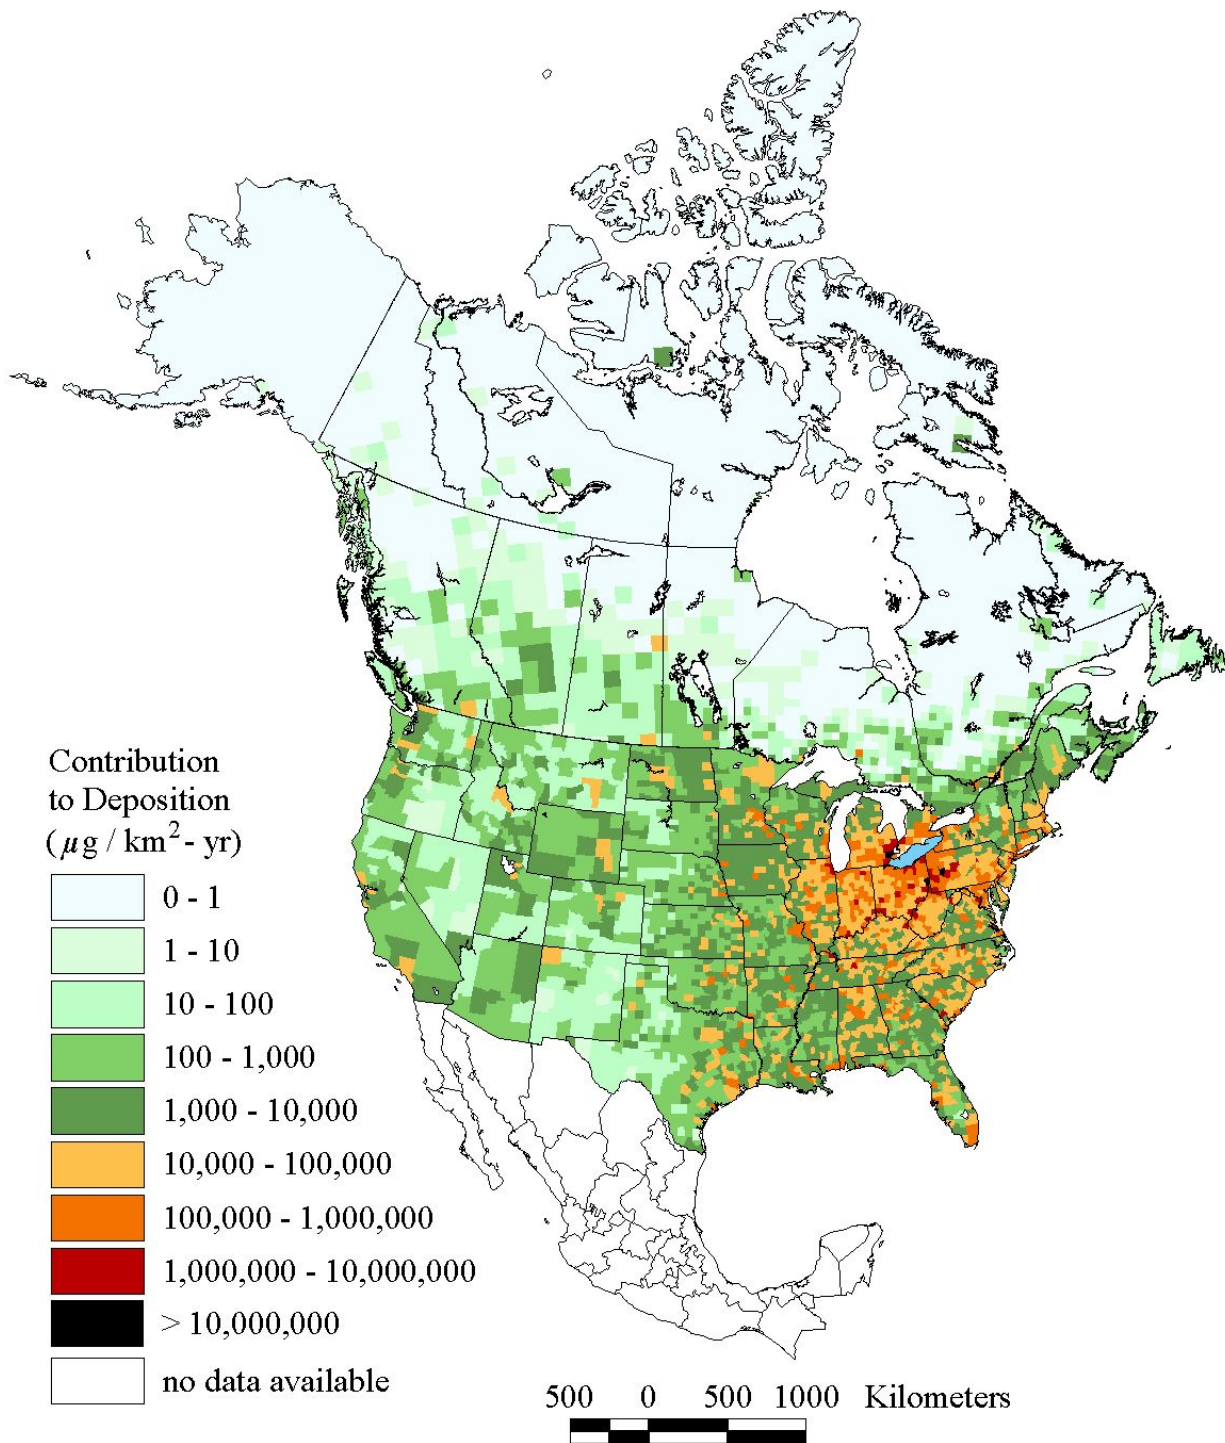 Contribution
to Deposition
(µg / km² - yr)
0 - 1
1 - 10
10 - 100
100 - 1,000
1,000 - 10,000
10,000 - 100,000
100,000 - 1,000,000
1,000,000 - 10,000,000
> 10,000,000
no data available
500 0 500 1000 Kilometers